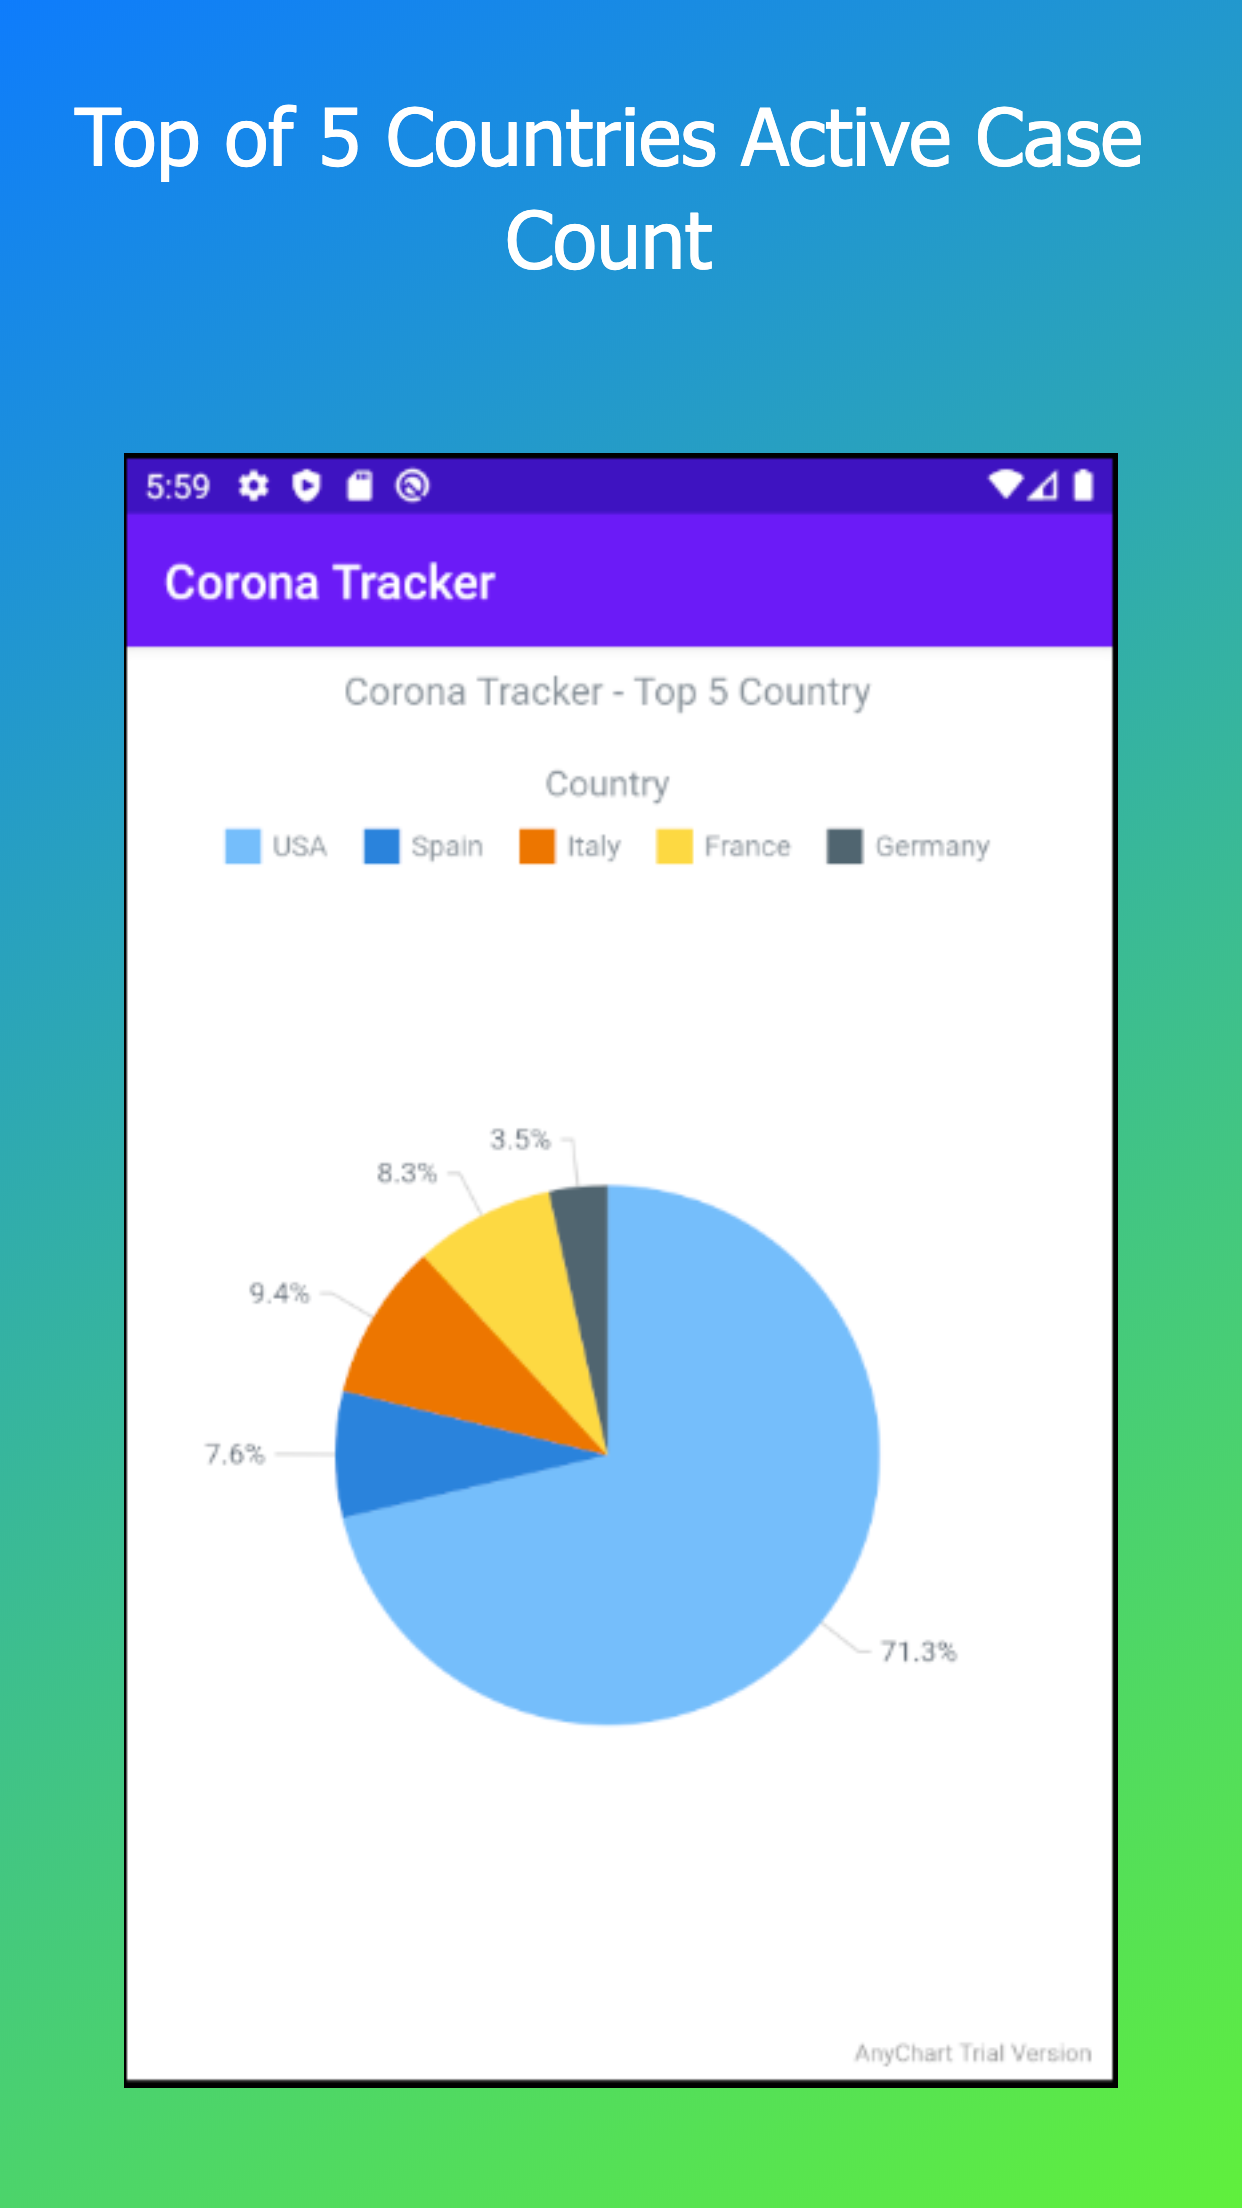 Top of 5 Countries Active Case
Count
5:59
Corona Tracker
Corona Tracker - Top 5 Country
Country
USA Spain Italy France Germany
3.5%
8.3%
9.4%
7.6%
71.3%
AnyChart Trial Version